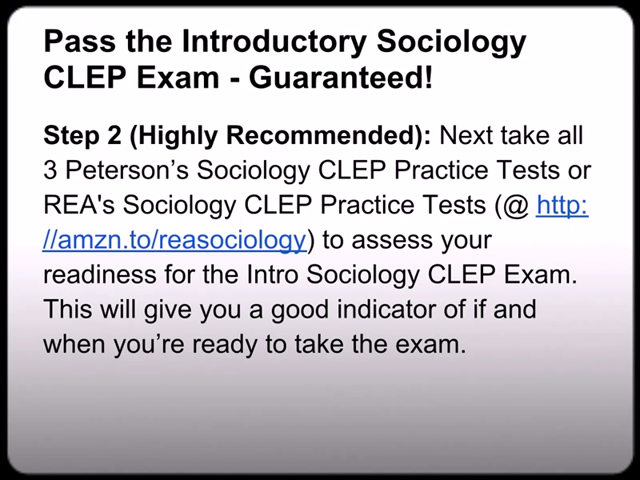 Pass the Introductory Sociology
CLEP Exam - Guaranteed!
Step 2 (Highly Recommended): Next take all
3 Peterson’s Sociology CLEP Practice Tests or
REA's Sociology CLEP Practice Tests (@ http:
//amzn.to/reasociology) to assess your
readiness for the Intro Sociology CLEP Exam.
This will give you a good indicator of if and
when you’re ready to take the exam.